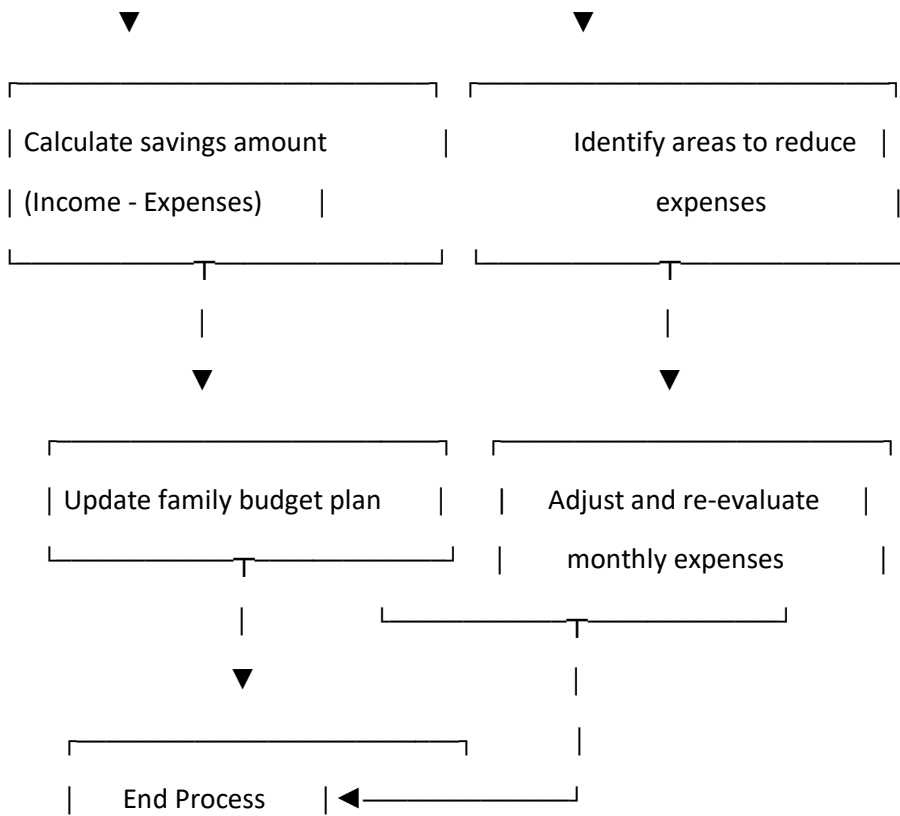 Calculate savings amount
(Income - Expenses)
Identify areas to reduce
expenses
Update family budget plan
Adjust and re-evaluate
monthly expenses
End Process